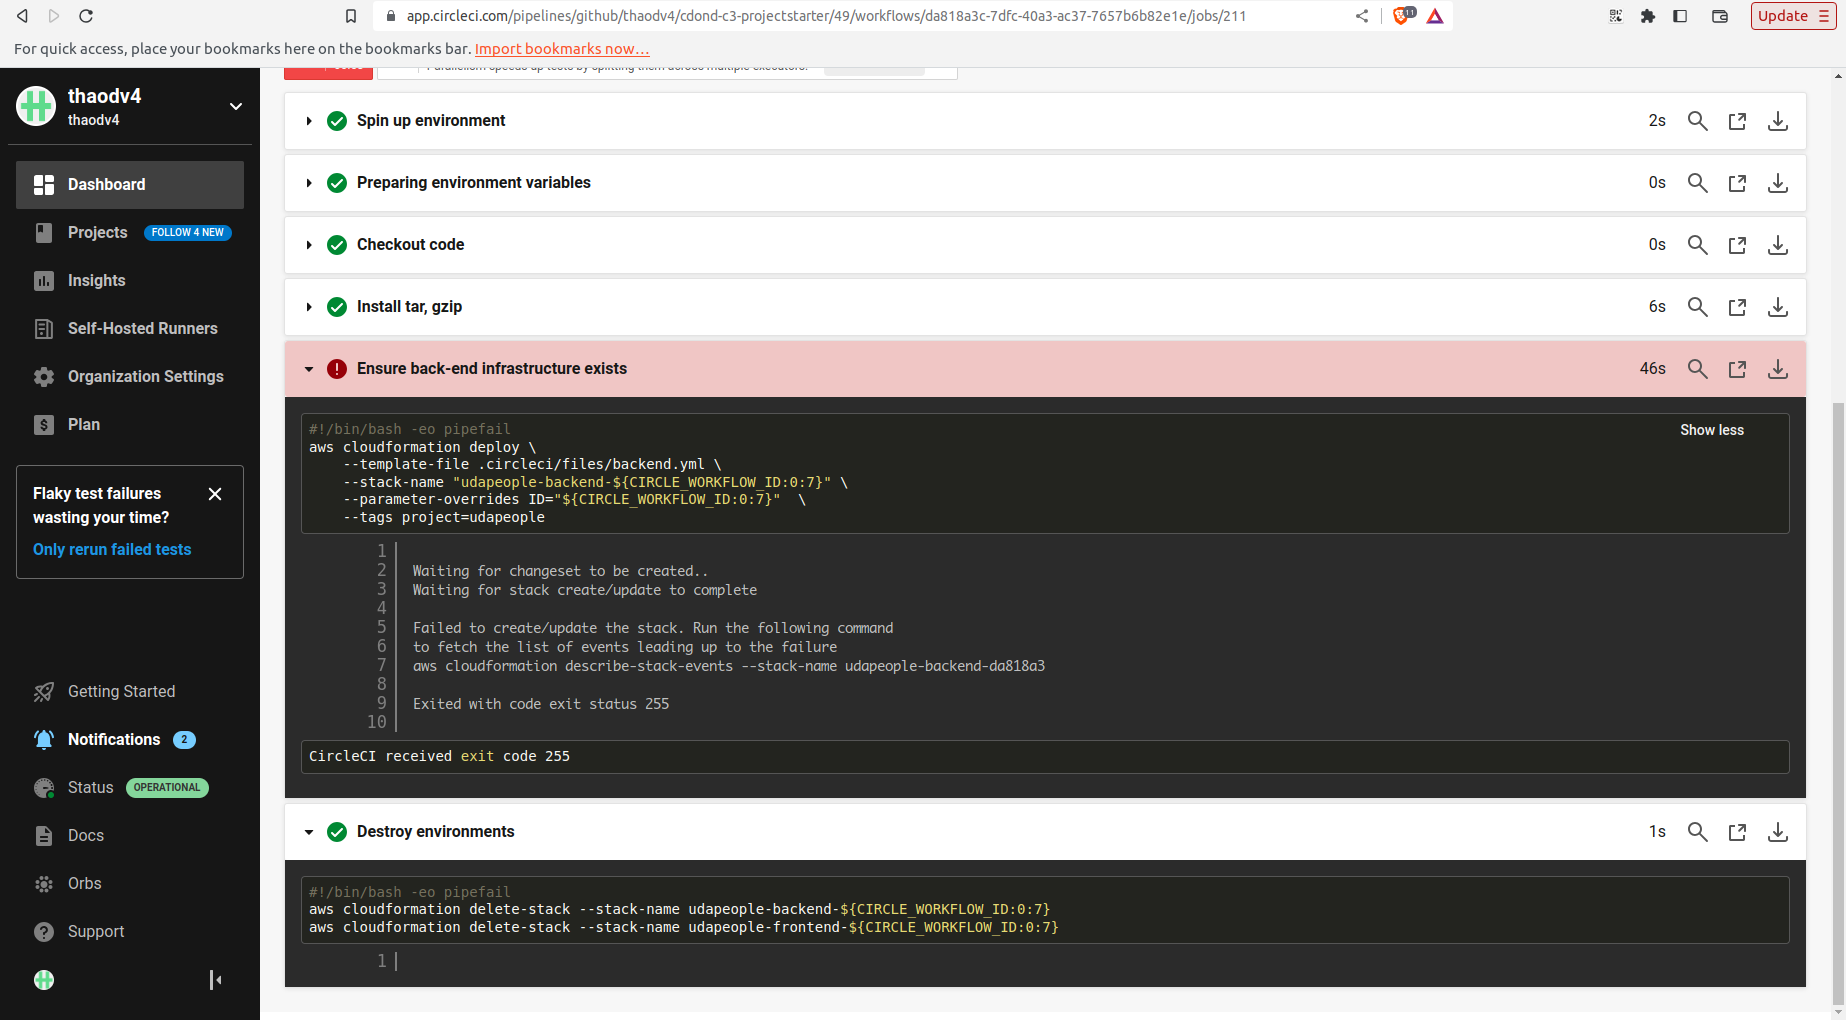 app.circleci.com/pipelines/github/thaodv4/cdond-c3-projectstarter/49/workflows/da818a3c-7dfc-40a3-ac37-7657b6b82e1e/jobs/211
11
Update
For quick access, place your bookmarks here on the bookmarks bar. Import bookmarks now...
thaodv4
thaodv4
Dashboard
Projects FOLLOW 4 NEW
Insights
Self-Hosted Runners
Organization Settings
Plan
Flaky test failures
wasting your time?
Only rerun failed tests
Getting Started
Notifications 2
Status OPERATIONAL
Docs
Orbs
Support
Parallelism speeds up tests by splitting them across multiple executors.
Spin up environment 2s
Preparing environment variables 0s
Checkout code 0s
Install tar, gzip 6s
Ensure back-end infrastructure exists 46s
#!/bin/bash -eo pipefail
Show less
aws cloudformation deploy \
--template-file .circleci/files/backend.yml \
--stack-name "udapeople-backend-${CIRCLE_WORKFLOW_ID:0:7}" \
--parameter-overrides ID="${CIRCLE_WORKFLOW_ID:0:7}" \
--tags project=udapeople
1
2 Waiting for changeset to be created..
3 Waiting for stack create/update to complete
4
5 Failed to create/update the stack. Run the following command
6 to fetch the list of events leading up to the failure
7 aws cloudformation describe-stack-events --stack-name udapeople-backend-da818a3
8
9 Exited with code exit status 255
10
CircleCI received exit code 255
Destroy environments 1s
#!/bin/bash -eo pipefail
aws cloudformation delete-stack --stack-name udapeople-backend-${CIRCLE_WORKFLOW_ID:0:7}
aws cloudformation delete-stack --stack-name udapeople-frontend-${CIRCLE_WORKFLOW_ID:0:7}
1